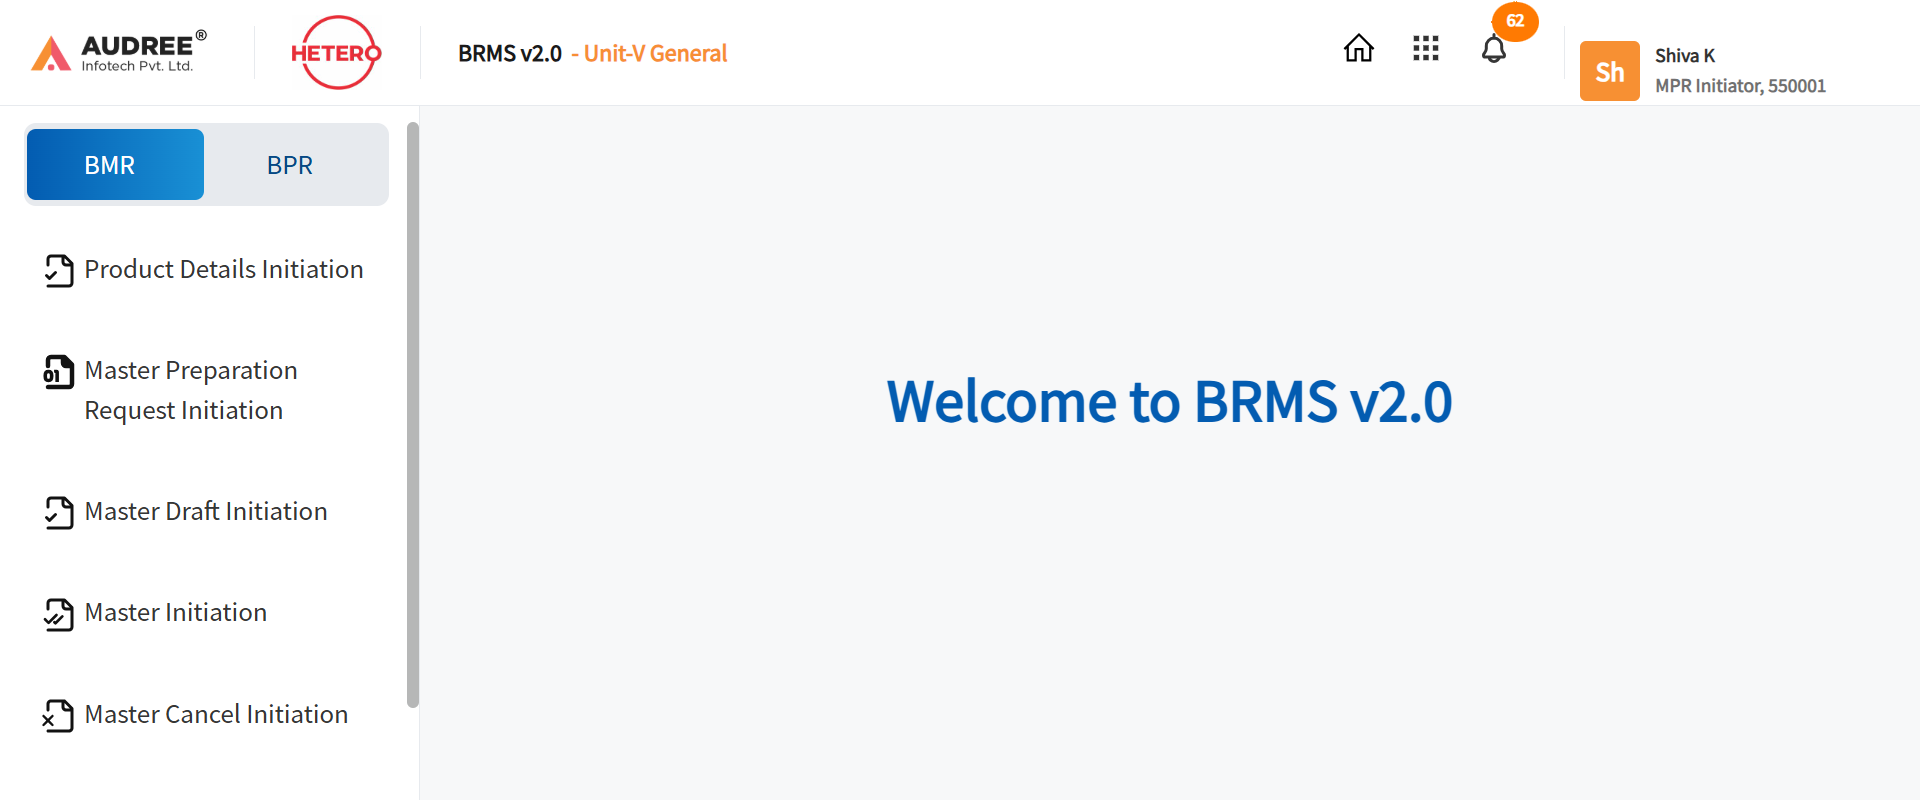 AUDREE®
Infotech Pvt. Ltd.
HETERO
BRMS v2.0 - Unit-V General
62
Sh
Shiva K
MPR Initiator, 550001
BMR
BPR
Product Details Initiation
01
Master Preparation
Request Initiation
Master Draft Initiation
Master Initiation
Master Cancel Initiation
Welcome to BRMS v2.0